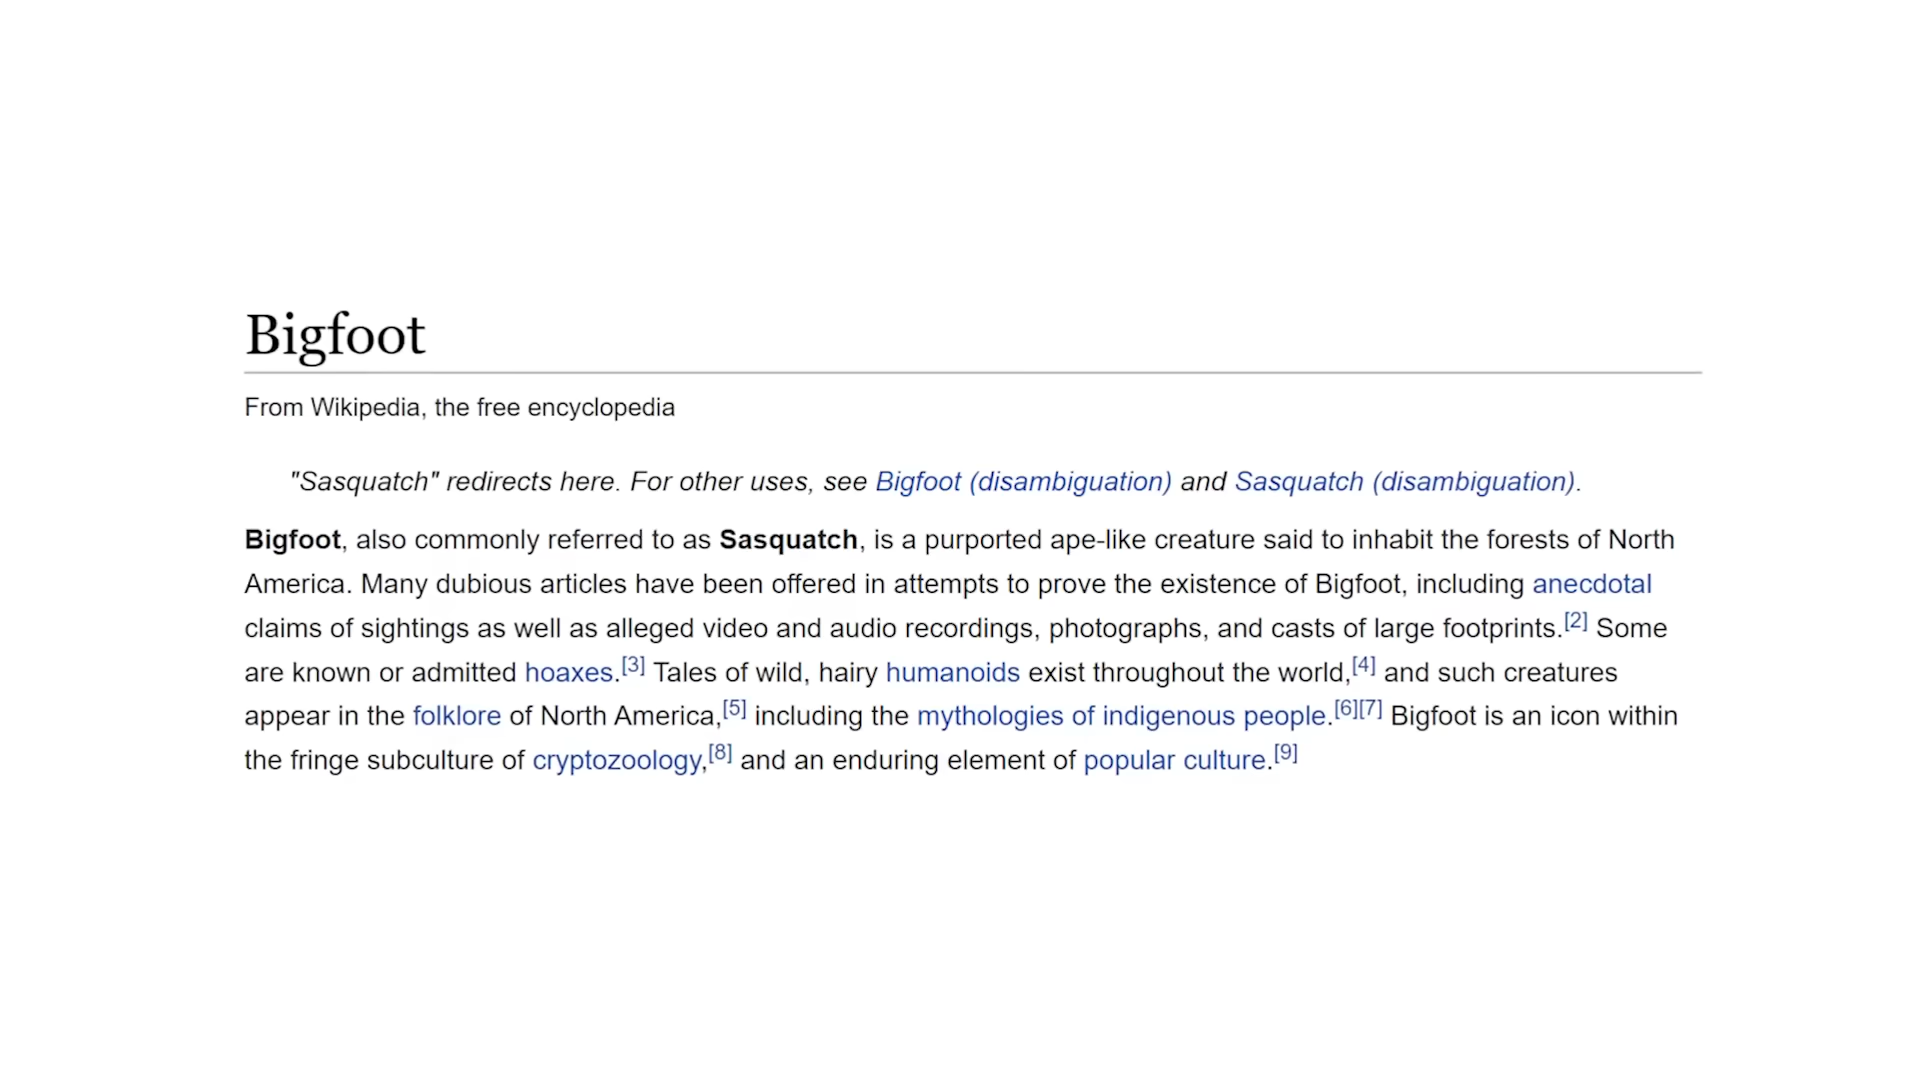 Bigfoot
From Wikipedia, the free encyclopedia
"Sasquatch" redirects here. For other uses, see Bigfoot (disambiguation) and Sasquatch (disambiguation).
Bigfoot, also commonly referred to as Sasquatch, is a purported ape-like creature said to inhabit the forests of North
America. Many dubious articles have been offered in attempts to prove the existence of Bigfoot, including anecdotal
claims of sightings as well as alleged video and audio recordings, photographs, and casts of large footprints.[2] Some
are known or admitted hoaxes.[3] Tales of wild, hairy humanoids exist throughout the world,[4] and such creatures
appear in the folklore of North America,[5] including the mythologies of indigenous people.[6][7] Bigfoot is an icon within
the fringe subculture of cryptozoology,[8] and an enduring element of popular culture.[9]